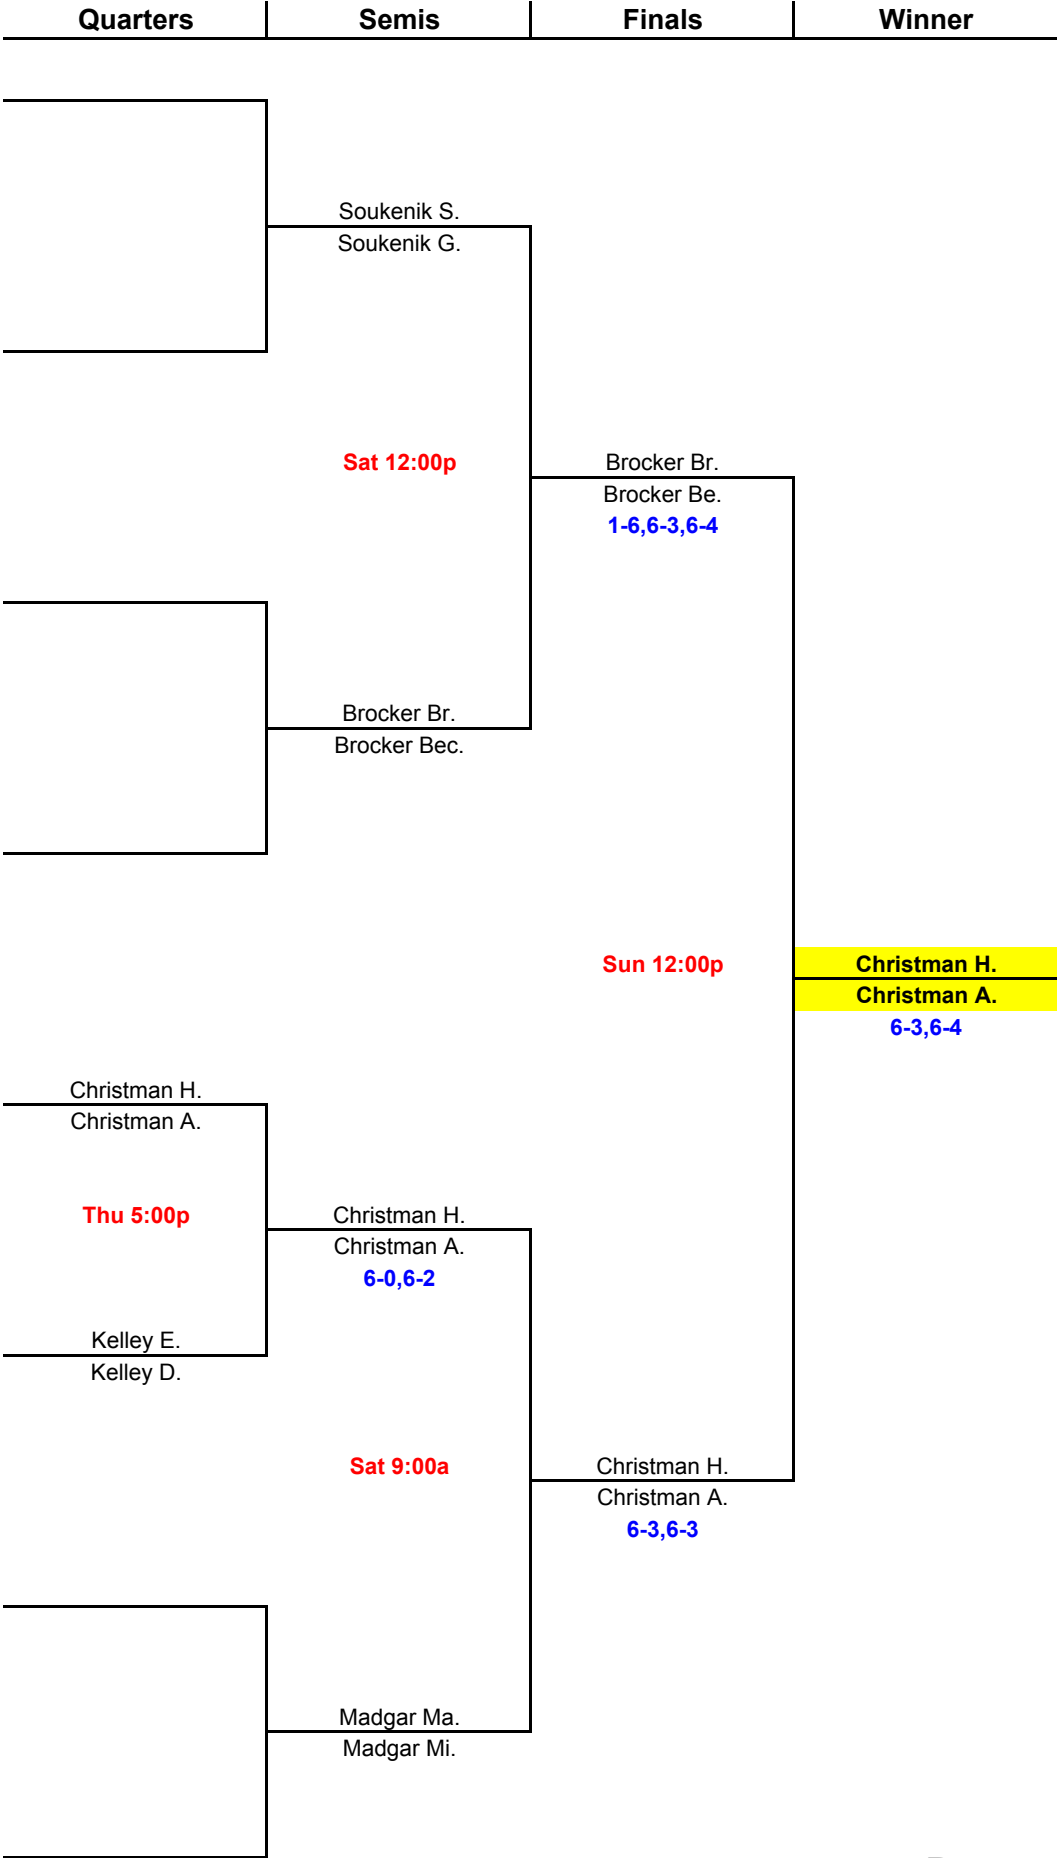 Quarters Semis Finals Winner
Soukenik S.
Soukenik G.
Sat 12:00p
Brocker Br.
Brocker Be.
1-6,6-3,6-4
Brocker Br.
Brocker Bec.
Sun 12:00p
Christman H.
Christman A.
6-3,6-4
Christman H.
Christman A.
Thu 5:00p
Christman H.
Christman A.
6-0,6-2
Kelley E.
Kelley D.
Sat 9:00a
Christman H.
Christman A.
6-3,6-3
Madgar Ma.
Madgar Mi.